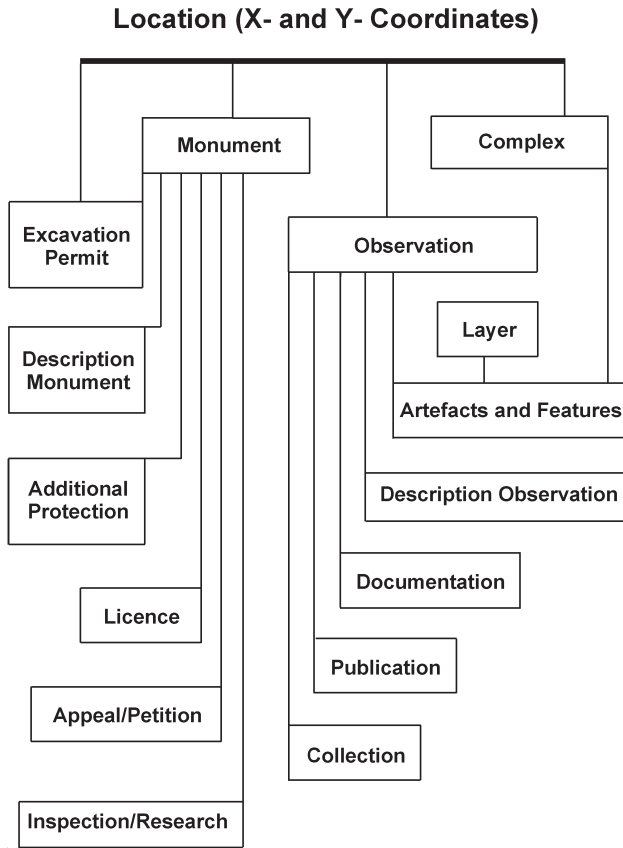 Location (X- and Y- Coordinates)
Monument
Complex
Excavation
Permit
Observation
Layer
Description
Monument
Artefacts and Features
Additional
Protection
Description Observation
Documentation
Licence
Publication
Appeal/Petition
Collection
Inspection/Research